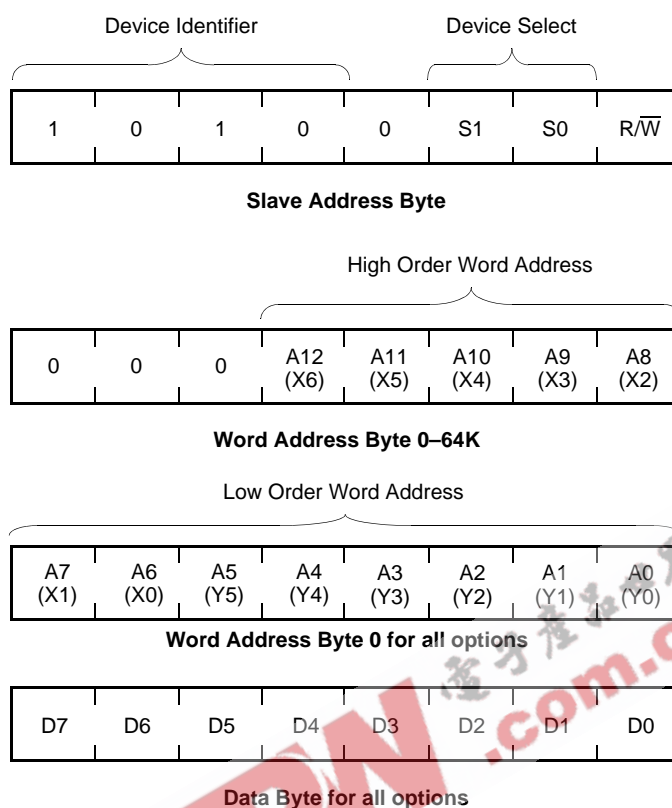 Device Identifier Device Select
1 0 1 0 0 S1 S0 R/W̅
Slave Address Byte
High Order Word Address
0 0 0 A12 A11 A10 A9 A8
(X6) (X5) (X4) (X3) (X2)
Word Address Byte 0–64K
Low Order Word Address
A7 A6 A5 A4 A3 A2 A1 A0
(X1) (X0) (Y5) (Y4) (Y3) (Y2) (Y1) (Y0)
Word Address Byte 0 for all options
D7 D6 D5 D4 D3 D2 D1 D0
Data Byte for all options